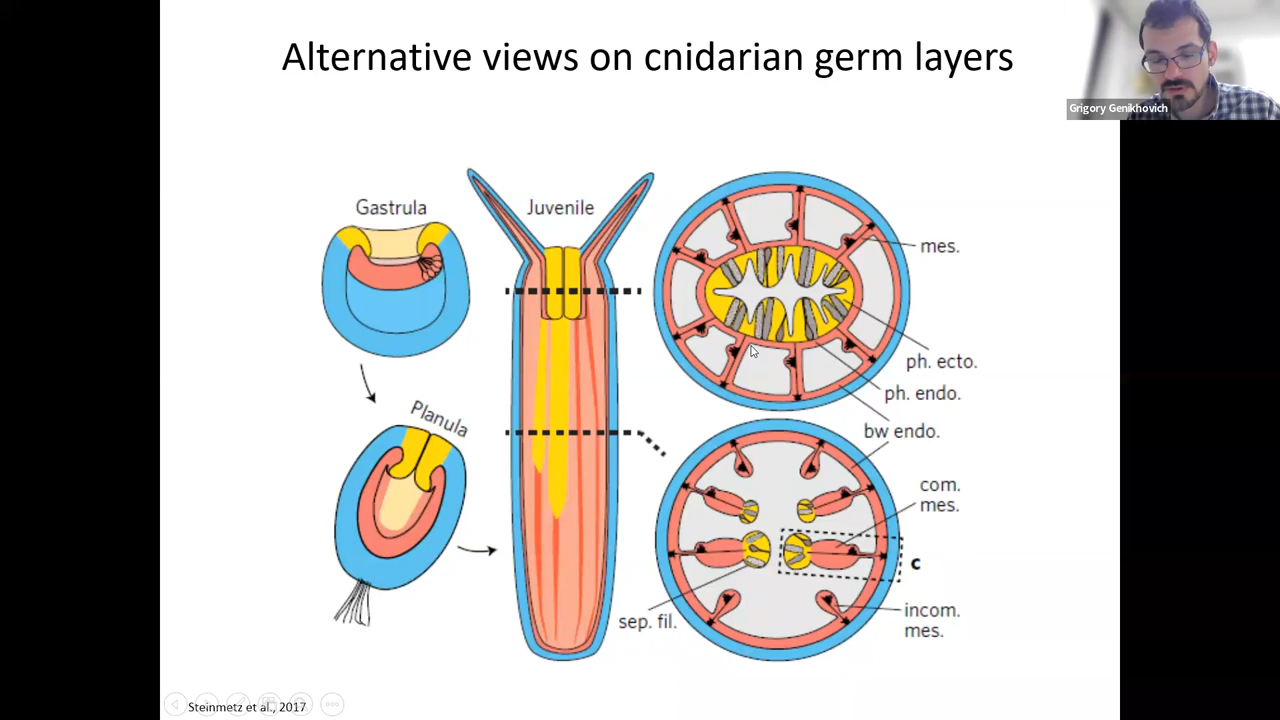 Alternative views on cnidarian germ layers
Grigory Genikhovich
Gastrula
Juvenile
mes.
ph. ecto.
ph. endo.
bw endo.
Planula
com.
mes.
c
sep. fil.
incom.
mes.
Steinmetz et al., 2017